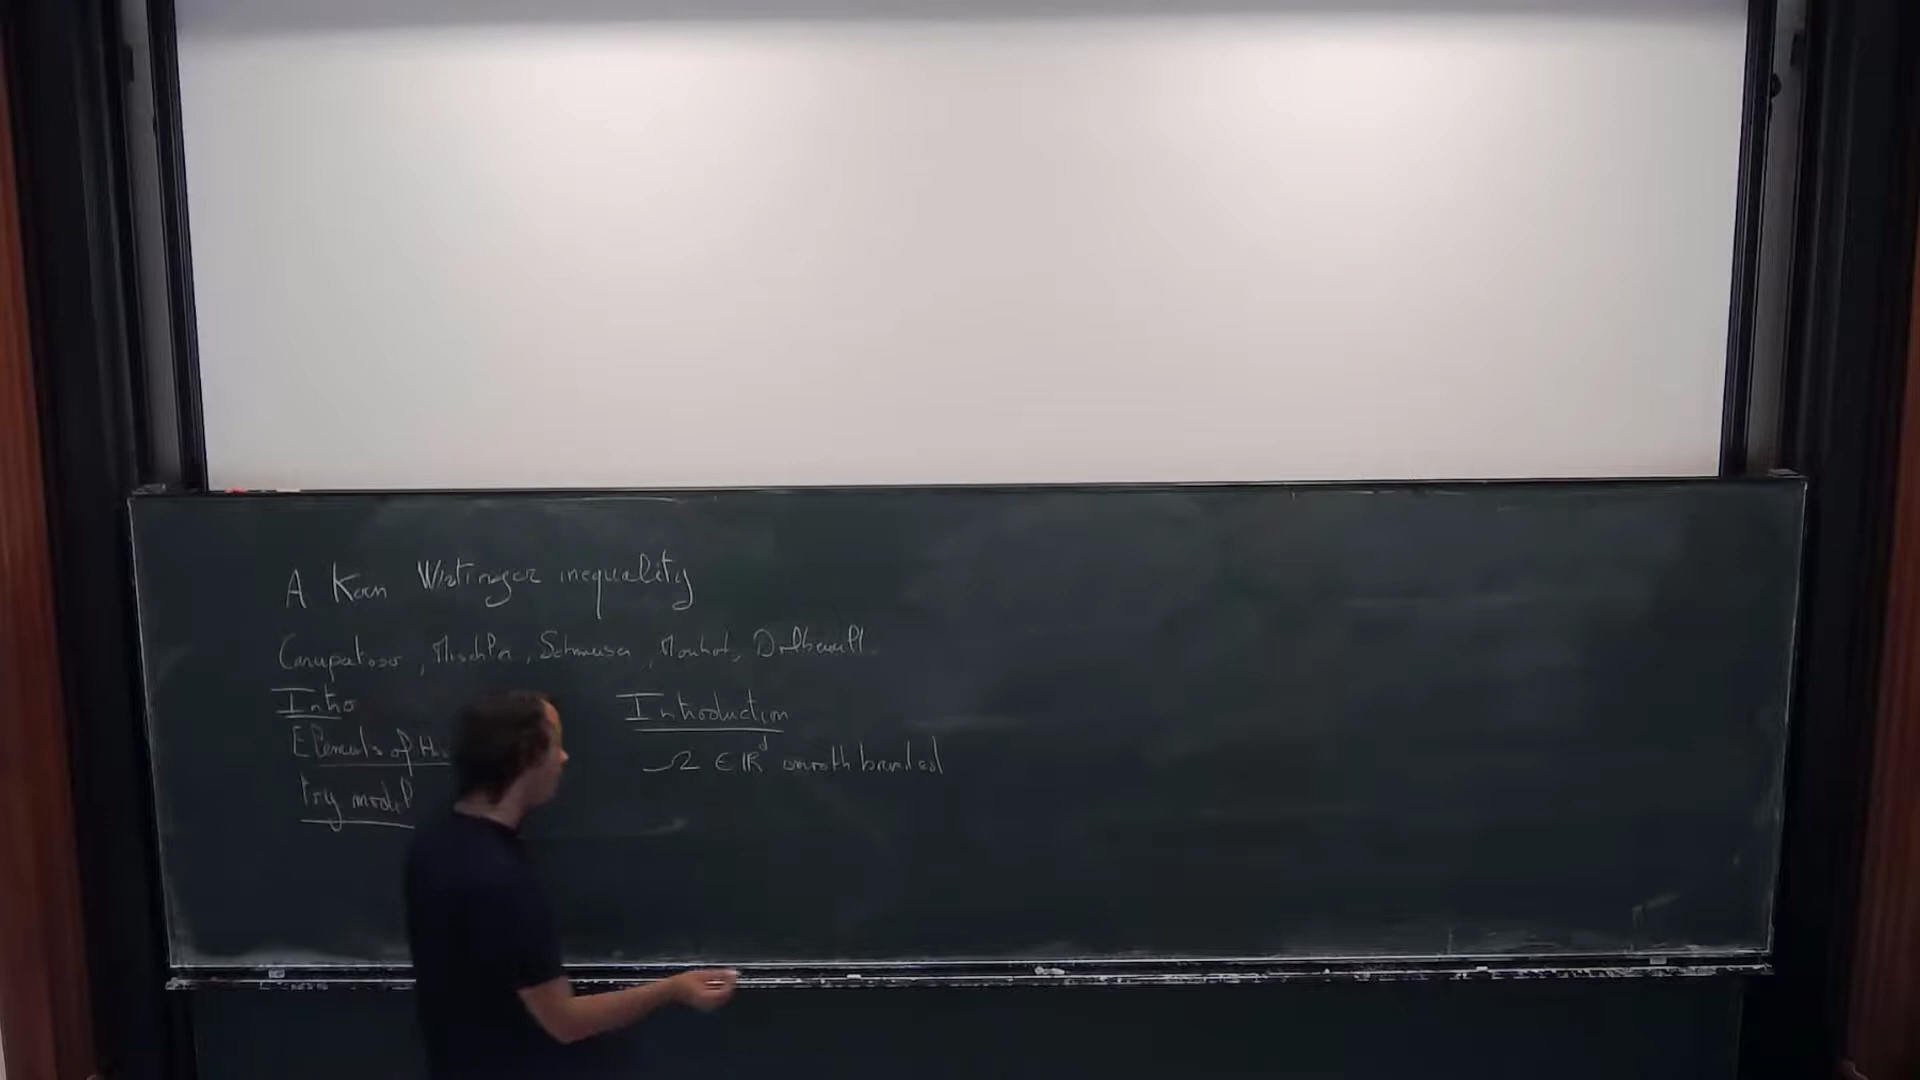 A Korn Wirtinger inequality
Carrapatoso, Mischler, Schmeiser, Mouhot, Dolbeault.
Intro
Elements of
toy model
Introduction
Ω ∈ ℝ^d smooth bounded